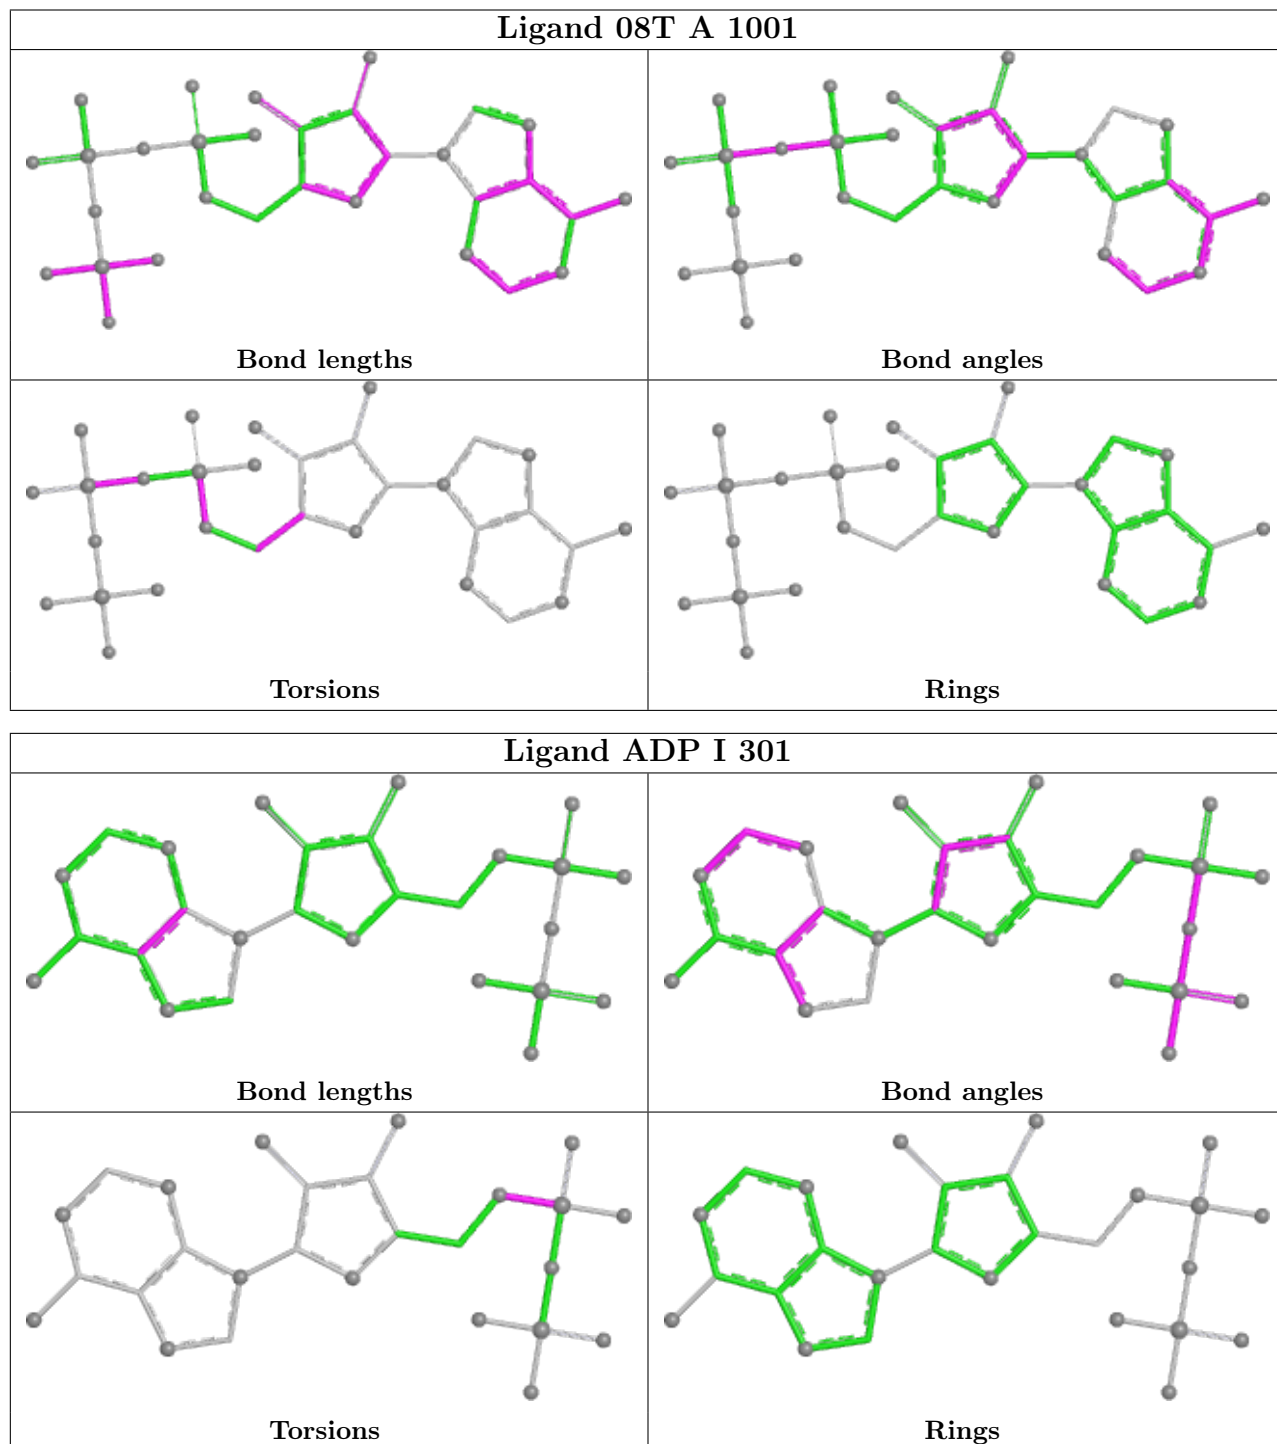 Ligand 08T A 1001
Bond lengths
Bond angles
Torsions
Rings
Ligand ADP I 301
Bond lengths
Bond angles
Torsions
Rings